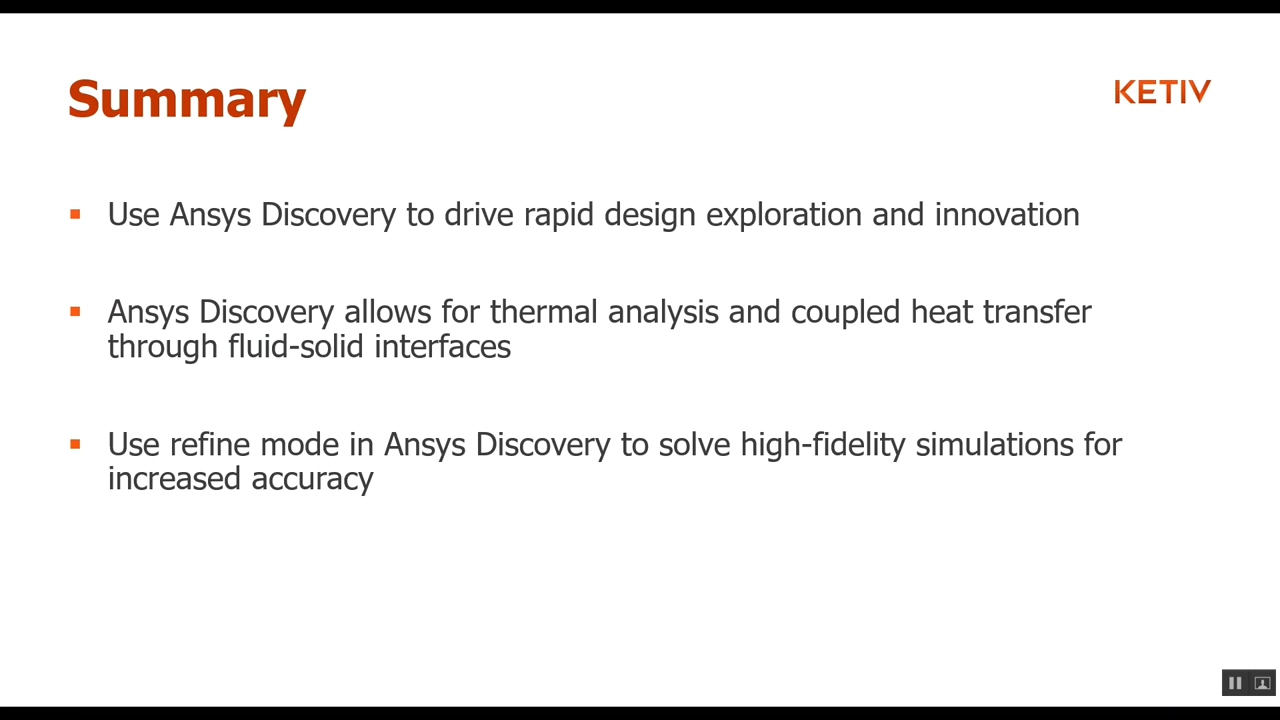 Summary
KETIV
Use Ansys Discovery to drive rapid design exploration and innovation
Ansys Discovery allows for thermal analysis and coupled heat transfer
through fluid-solid interfaces
Use refine mode in Ansys Discovery to solve high-fidelity simulations for
increased accuracy